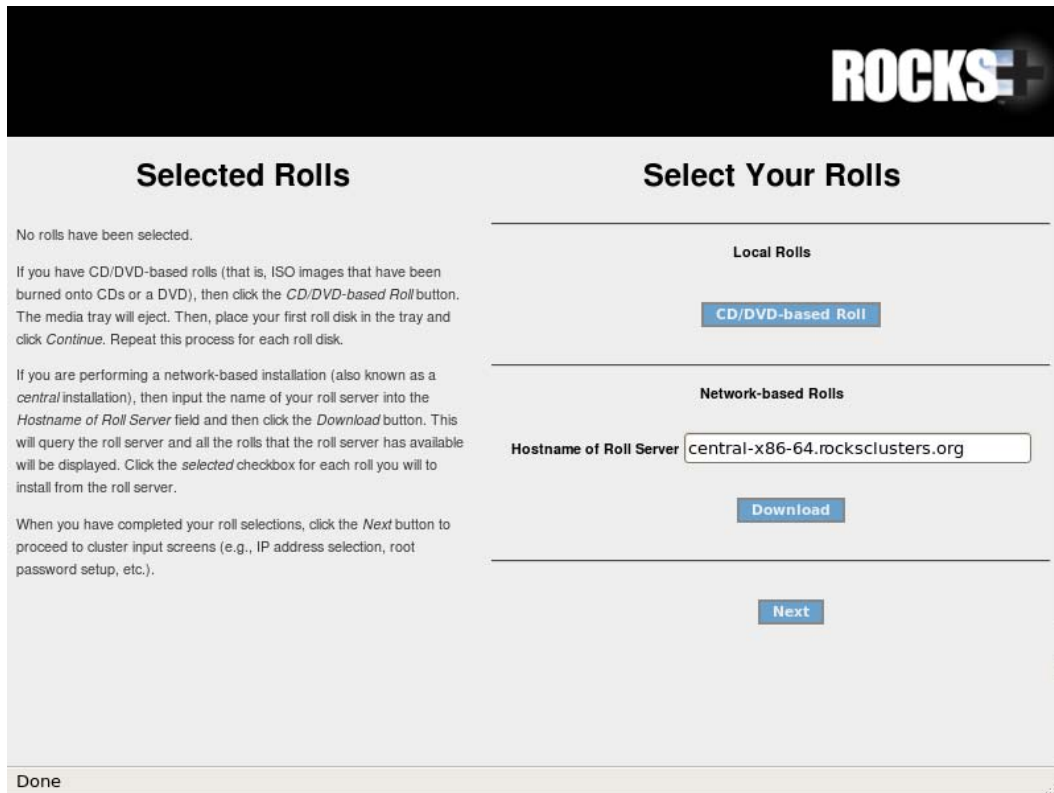 ROCKS+
Selected Rolls
No rolls have been selected.
If you have CD/DVD-based rolls (that is, ISO images that have been
burned onto CDs or a DVD), then click the CD/DVD-based Roll button.
The media tray will eject. Then, place your first roll disk in the tray and
click Continue. Repeat this process for each roll disk.
If you are performing a network-based installation (also known as a
central installation), then input the name of your roll server into the
Hostname of Roll Server field and then click the Download button. This
will query the roll server and all the rolls that the roll server has available
will be displayed. Click the selected checkbox for each roll you will to
install from the roll server.
When you have completed your roll selections, click the Next button to
proceed to cluster input screens (e.g., IP address selection, root
password setup, etc.).
Select Your Rolls
Local Rolls
CD/DVD-based Roll
Network-based Rolls
Hostname of Roll Server central-x86-64.rocksclusters.org
Download
Next
Done